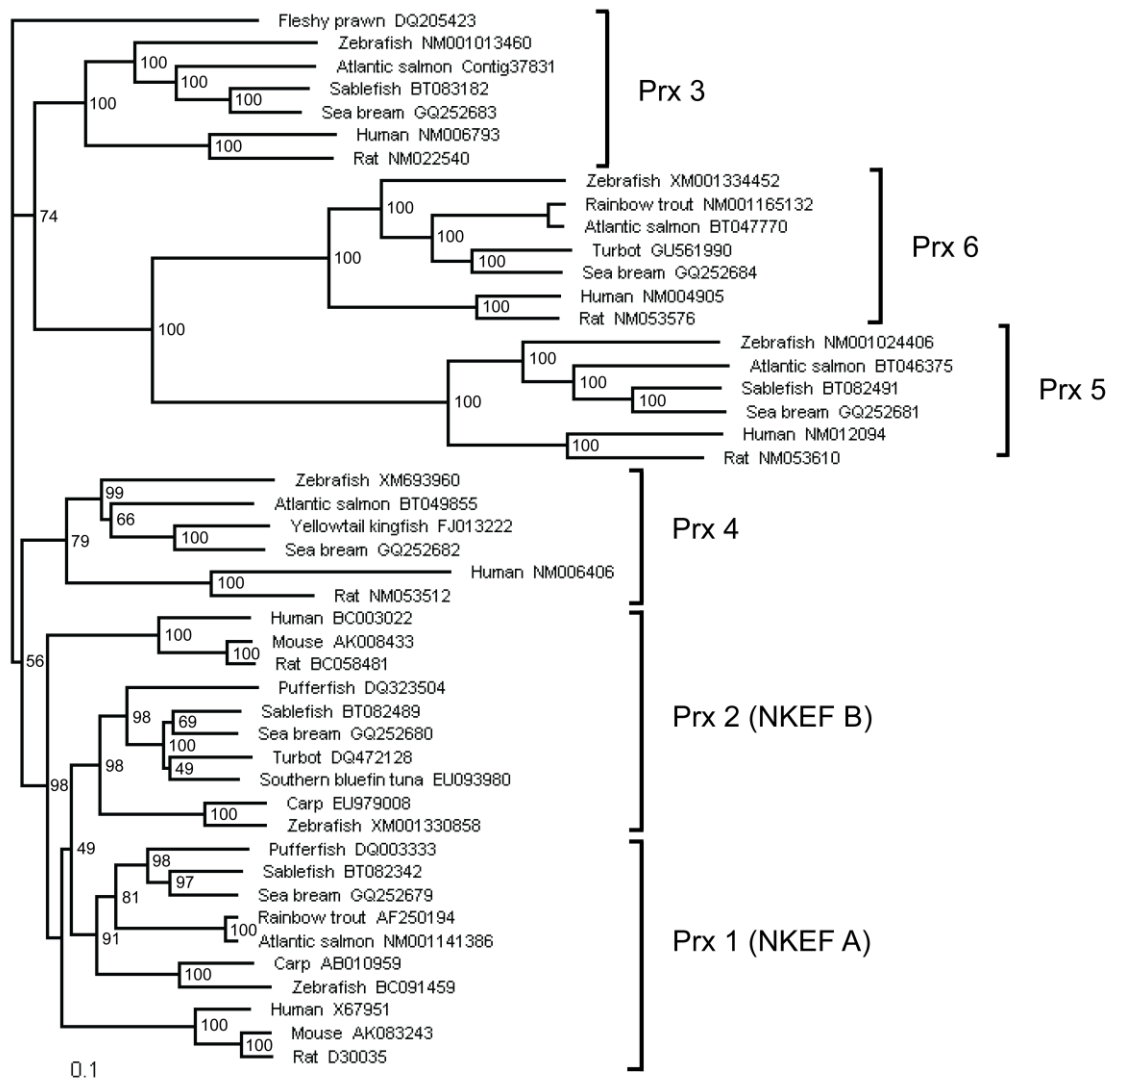 Fleshy prawn DQ205423
Zebrafish NM001013460
100
Atlantic salmon Contig37831
100
Sablefish BT083182
Prx 3
100
100
Sea bream GQ252683
Human NM006793
100
Rat NM022540
Zebrafish XM001334452
100
Rainbow trout NM001165132
74
Atlantic salmon BT047770
100
Turbot GU561990
Prx 6
100
100
Sea bream GQ252684
Human NM004905
100
Rat NM053576
100
Zebrafish NM001024406
100
Atlantic salmon BT046375
100
Sablefish BT082491
Prx 5
100
100
Sea bream GQ252681
Human NM012094
100
Rat NM053610
Zebrafish XM693960
99
Atlantic salmon BT049855
66
Yellowtail kingfish FJ013222
Prx 4
100
79
Sea bream GQ252682
Human NM006406
100
Rat NM053512
Human BC003022
100
Mouse AK008433
100
56
Rat BC058481
Pufferfish DQ323504
Sablefish BT082489
98
69
Prx 2 (NKEF B)
Sea bream GQ252680
100
Turbot DQ472128
98
49
Southern bluefin tuna EU093980
98
Carp EU979008
100
Zebrafish XM001330858
49
Pufferfish DQ003333
98
Sablefish BT082342
97
Sea bream GQ252679
81
Rainbow trout AF250194
100
91
Atlantic salmon NM001141386
Prx 1 (NKEF A)
Carp AB010959
100
Zebrafish BC091459
Human X67951
100
Mouse AK083243
100
Rat D30035
0.1